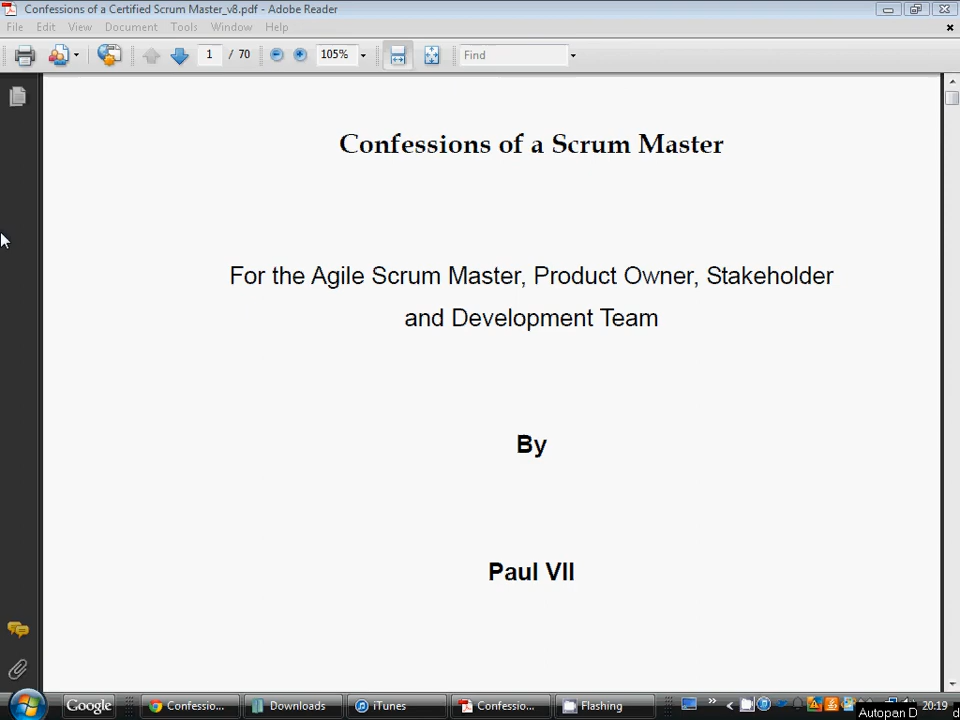 Confessions of a Certified Scrum Master_v8.pdf - Adobe Reader
File Edit View Document Tools Window Help
1 / 70 105% Find
Confessions of a Scrum Master
For the Agile Scrum Master, Product Owner, Stakeholder
and Development Team
By
Paul VII
Google Confessio... Downloads iTunes Confessio... Flashing 20:19
Autopan D d